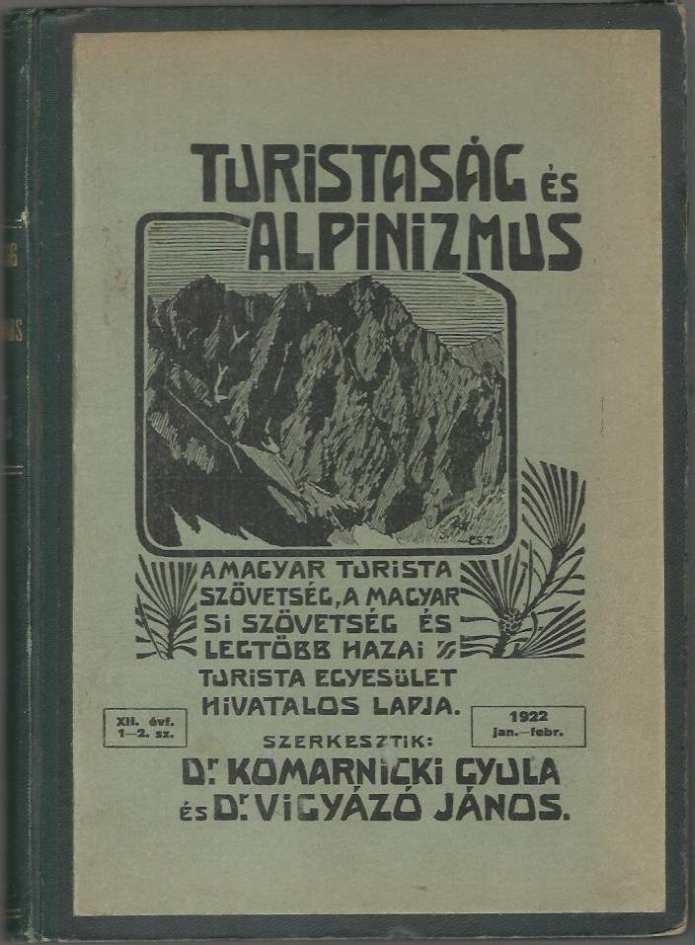 TURISTASÁG és
ALPINIZMUS
CS.T.
A MAGYAR TURISTA
SZÖVETSÉG, A MAGYAR
SI SZÖVETSÉG ÉS
LEGTÖBB HAZAI
TURISTA EGYESÜLET
HIVATALOS LAPJA.
XII. évf.
1—2. sz.
1922
jan.—febr.
SZERKESZTIK:
Dr. KOMARNICKI GYULA
és Dr. VIGYÁZÓ JÁNOS.